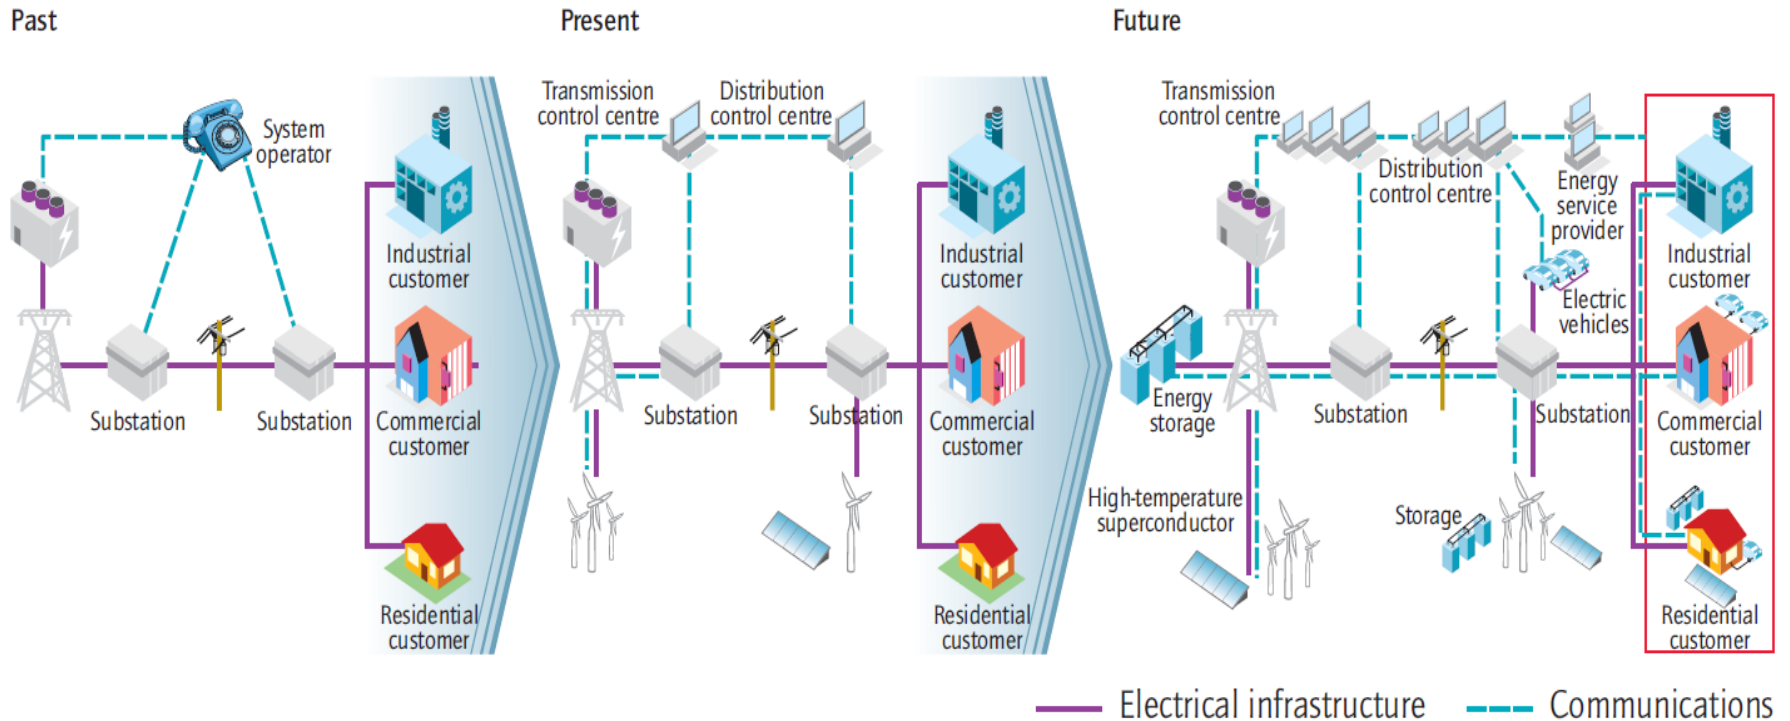 Past
System
operator
Substation
Substation
Industrial
customer
Commercial
customer
Residential
customer
Present
Transmission
control centre
Distribution
control centre
Substation
Substation
Industrial
customer
Commercial
customer
Residential
customer
Future
Transmission
control centre
Distribution
control centre
Energy
service
provider
Electric
vehicles
Energy
storage
Substation
Substation
High-temperature
superconductor
Storage
Industrial
customer
Commercial
customer
Residential
customer
Electrical infrastructure
Communications